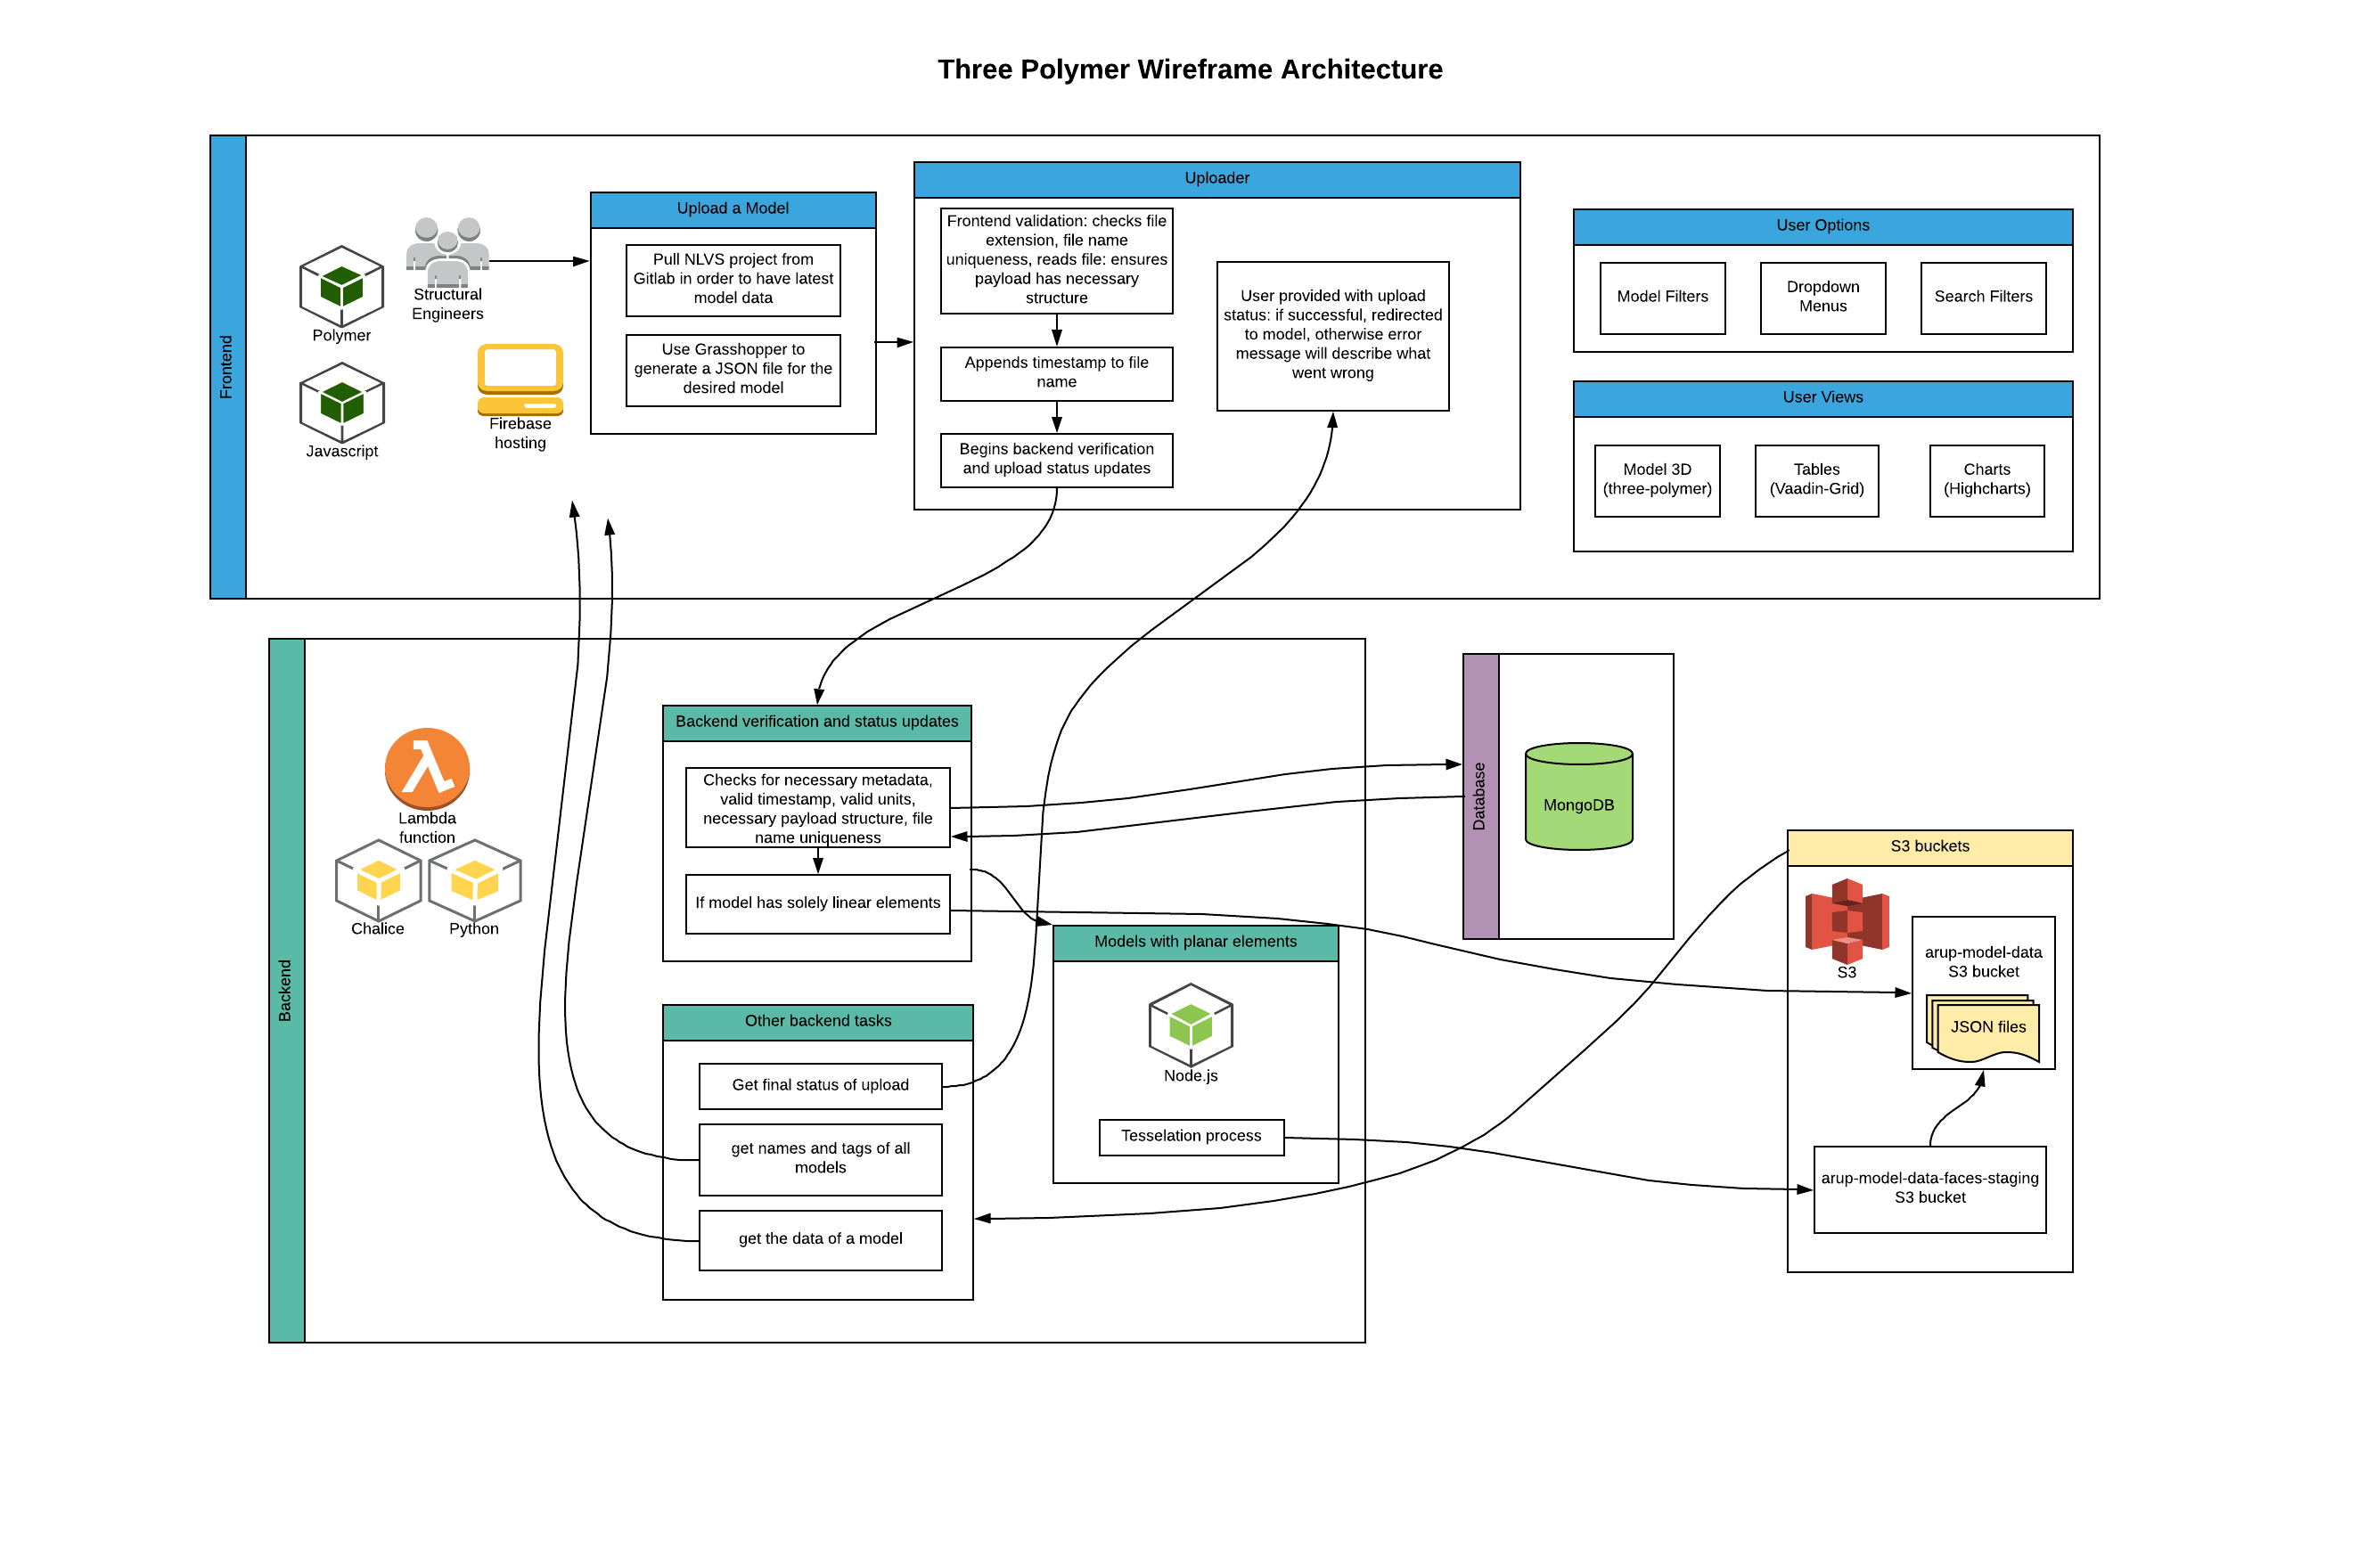 Three Polymer Wireframe Architecture
Frontend
Polymer
Javascript
Structural
Engineers
Firebase
hosting
Upload a Model
Pull NLVS project from
Gitlab in order to have latest
model data
Use Grasshopper to
generate a JSON file for the
desired model
Uploader
Frontend validation: checks file
extension, file name
uniqueness, reads file: ensures
payload has necessary
structure
Appends timestamp to file
name
Begins backend verification
and upload status updates
User provided with upload
status: if successful, redirected
to model, otherwise error
message will describe what
went wrong
User Options
Model Filters
Dropdown
Menus
Search Filters
User Views
Model 3D
(three-polymer)
Tables
(Vaadin-Grid)
Charts
(Highcharts)
Backend
Lambda
function
Chalice
Python
Backend verification and status updates
Checks for necessary metadata,
valid timestamp, valid units,
necessary payload structure, file
name uniqueness
If model has solely linear elements
Other backend tasks
Get final status of upload
get names and tags of all
models
get the data of a model
Models with planar elements
Node.js
Tesselation process
Database
MongoDB
S3 buckets
S3
arup-model-data
S3 bucket
JSON files
arup-model-data-faces-staging
S3 bucket